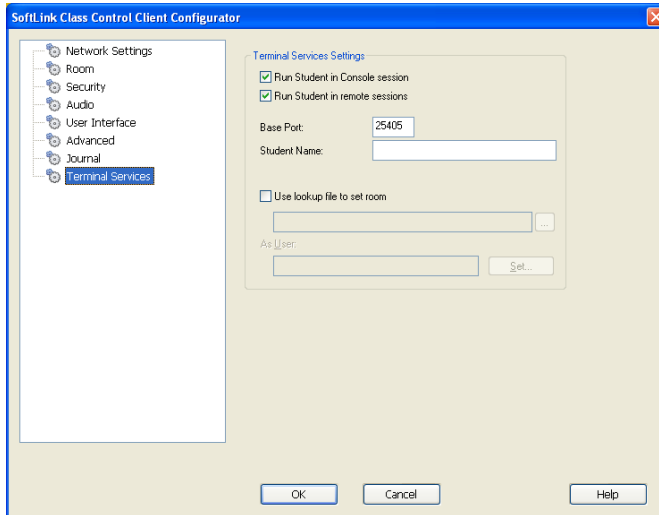 SoftLink Class Control Client Configurator
Network Settings
Room
Security
Audio
User Interface
Advanced
Journal
Terminal Services
Terminal Services Settings
Run Student in Console session
Run Student in remote sessions
Base Port: 25405
Student Name:
Use lookup file to set room
...
As User:
Set...
OK Cancel Help